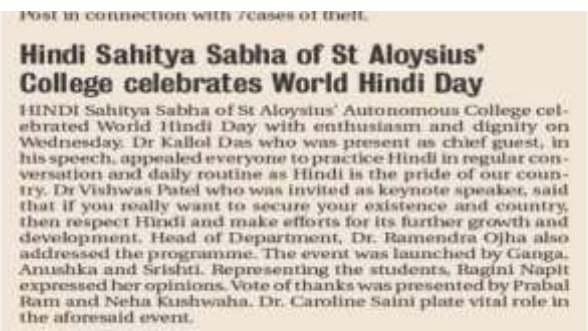 Post in connection with 7cases of theft.
Hindi Sahitya Sabha of St Aloysius'
College celebrates World Hindi Day
HINDI Sahitya Sabha of St Aloysius' Autonomous College cel-
ebrated World Hindi Day with enthusiasm and dignity on
Wednesday. Dr Kallol Das who was present as chief guest, in
his speech, appealed everyone to practice Hindi in regular con-
versation and daily routine as Hindi is the pride of our coun-
try. Dr Vishwas Patel who was invited as keynote speaker, said
that if you really want to secure your existence and country,
then respect Hindi and make efforts for its further growth and
development. Head of Department, Dr. Ramendra Ojha also
addressed the programme. The event was launched by Ganga,
Anushka and Srishti. Representing the students, Ragini Napit
expressed her opinions. Vote of thanks was presented by Prabal
Ram and Neha Kushwaha. Dr. Caroline Saini plate vital role in
the aforesaid event.